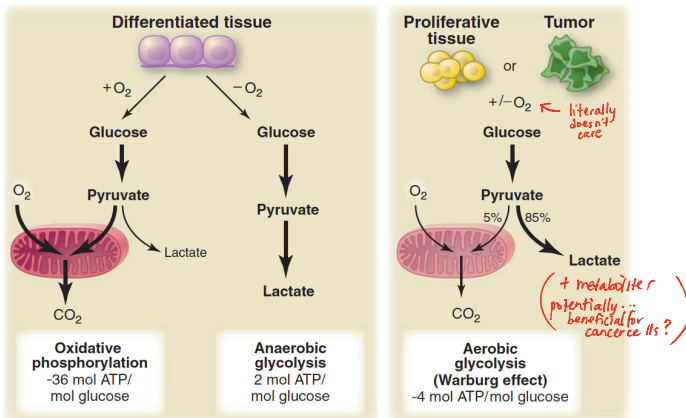 Differentiated tissue
+O₂
−O₂
Glucose
Glucose
O₂
Pyruvate
Pyruvate
Lactate
Lactate
CO₂
Oxidative
phosphorylation
~36 mol ATP/
mol glucose
Anaerobic
glycolysis
2 mol ATP/
mol glucose
Proliferative
tissue
or
Tumor
+/−O₂
literally
doesn't
care
Glucose
O₂
Pyruvate
5%
85%
Lactate
CO₂
(+ metabolites
potentially...
beneficial for
cancer cells?)
Aerobic
glycolysis
(Warburg effect)
~4 mol ATP/mol glucose